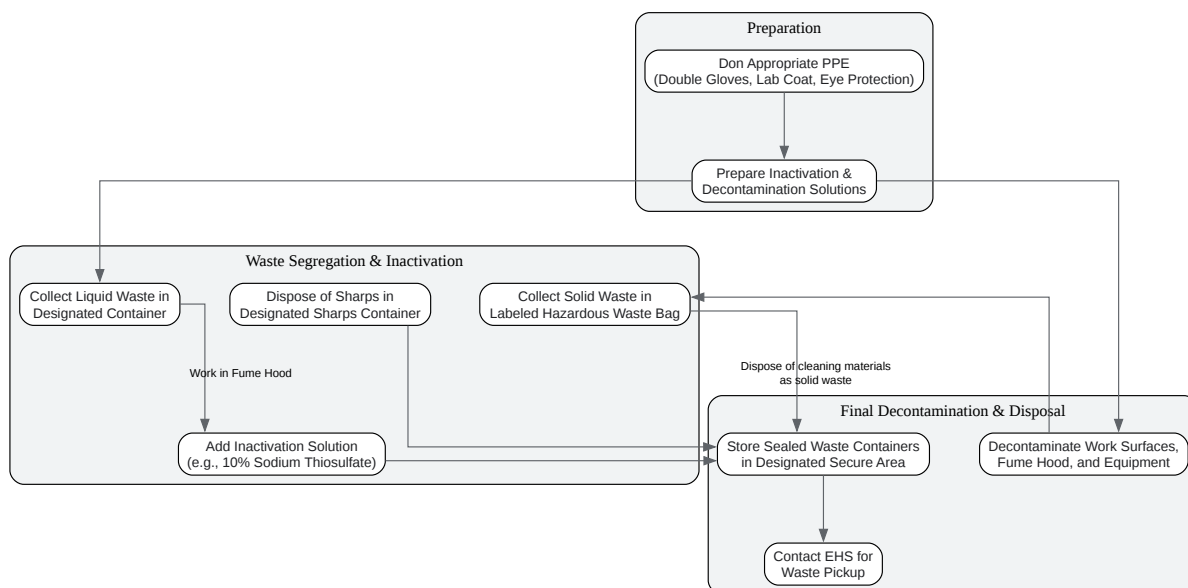 Preparation
Don Appropriate PPE
(Double Gloves, Lab Coat, Eye Protection)
Prepare Inactivation &
Decontamination Solutions
Waste Segregation & Inactivation
Collect Liquid Waste in
Designated Container
Dispose of Sharps in
Designated Sharps Container
Collect Solid Waste in
Labeled Hazardous Waste Bag
Work in Fume Hood
Dispose of cleaning materials
as solid waste
Add Inactivation Solution
(e.g., 10% Sodium Thiosulfate)
Final Decontamination & Disposal
Store Sealed Waste Containers
in Designated Secure Area
Decontaminate Work Surfaces,
Fume Hood, and Equipment
Contact EHS for
Waste Pickup